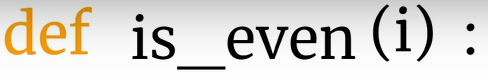 def is_even (i) :